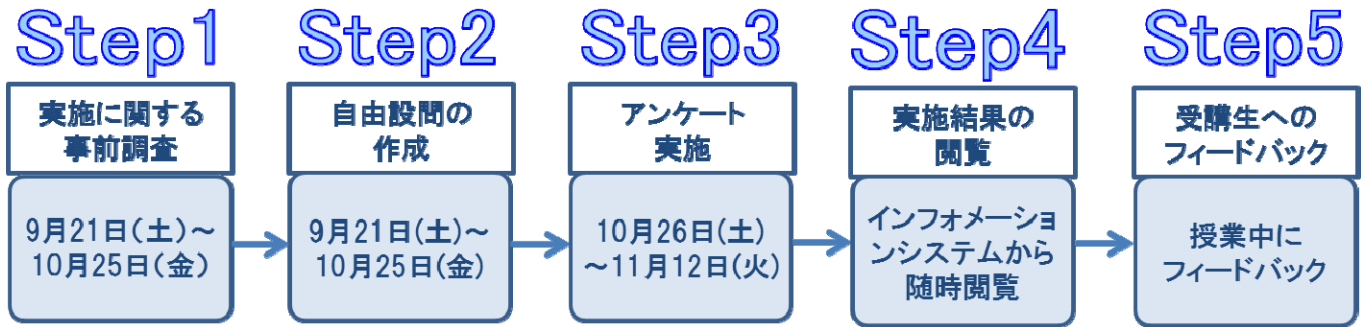 Step1
実施に関する
事前調査
9月21日(土)~
10月25日(金)
Step2
自由設問の
作成
9月21日(土)~
10月25日(金)
Step3
アンケート
実施
10月26日(土)
~11月12日(火)
Step4
実施結果の
閲覧
インフォメーショ
ンシステムから
随時閲覧
Step5
受講生への
フィードバック
授業中に
フィードバック